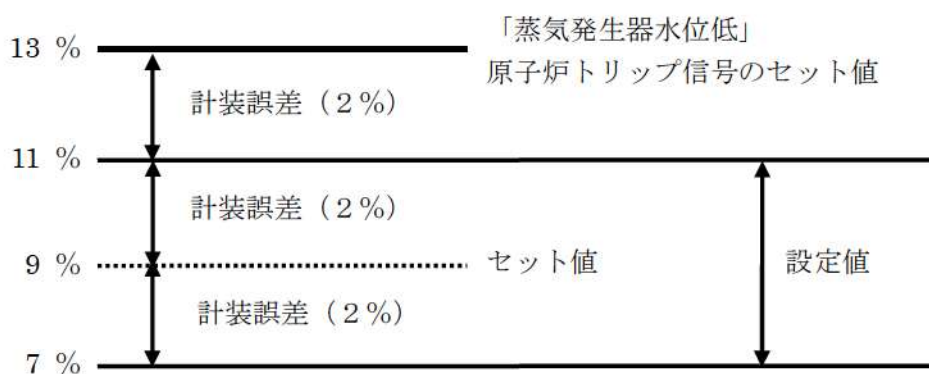 「蒸気発生器水位低」
13 %
原子炉トリップ信号のセット値
計装誤差（2%）
11 %
計装誤差（2%）
9 %
セット値
設定値
計装誤差（2%）
7 %